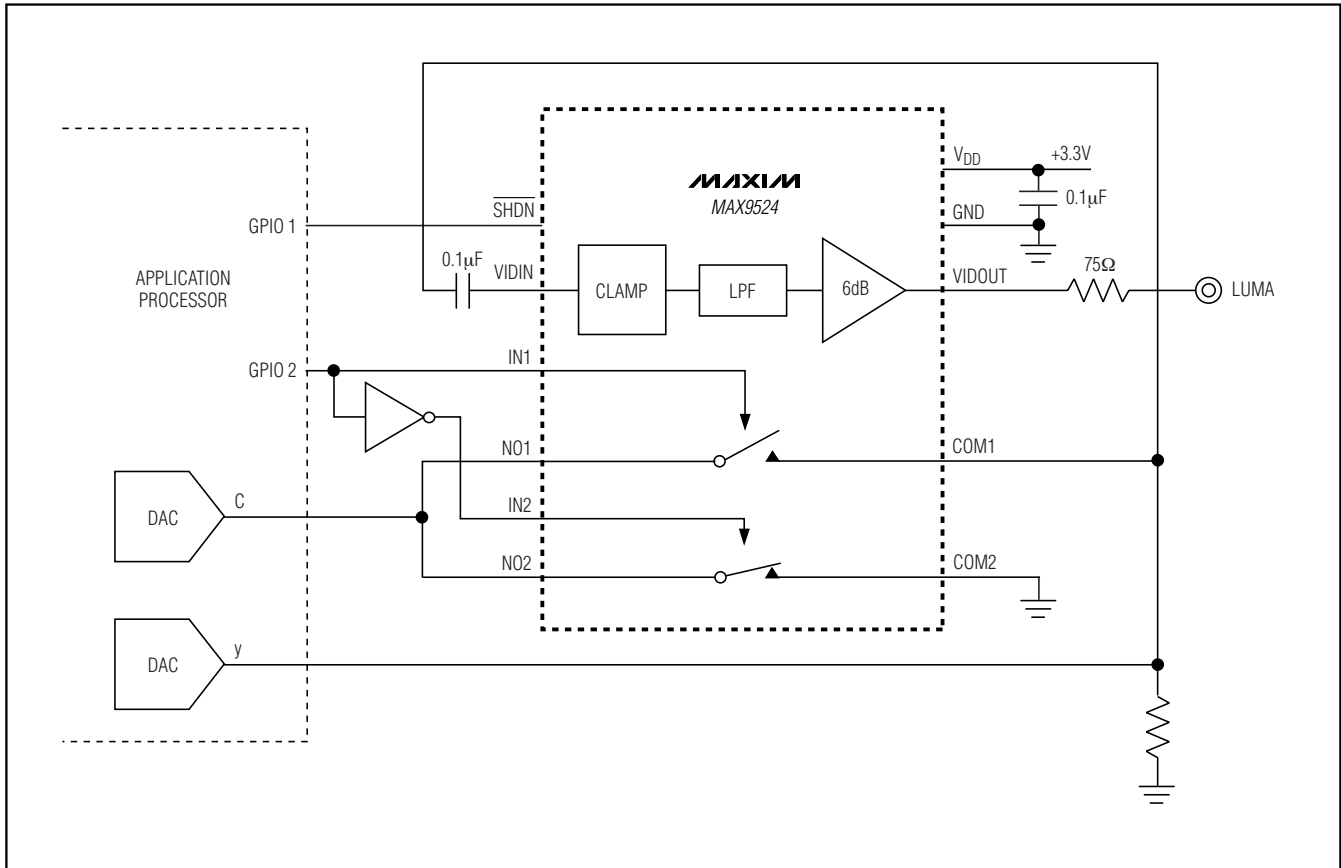 V_DD
+3.3V
MAXIM
MAX9524
0.1μF
SHDN
GND
GPIO 1
0.1μF
VIDIN
VIDOUT
75Ω
APPLICATION
PROCESSOR
CLAMP
LPF
6dB
LUMA
GPIO 2
IN1
NO1
COM1
DAC
C
IN2
NO2
COM2
DAC
y